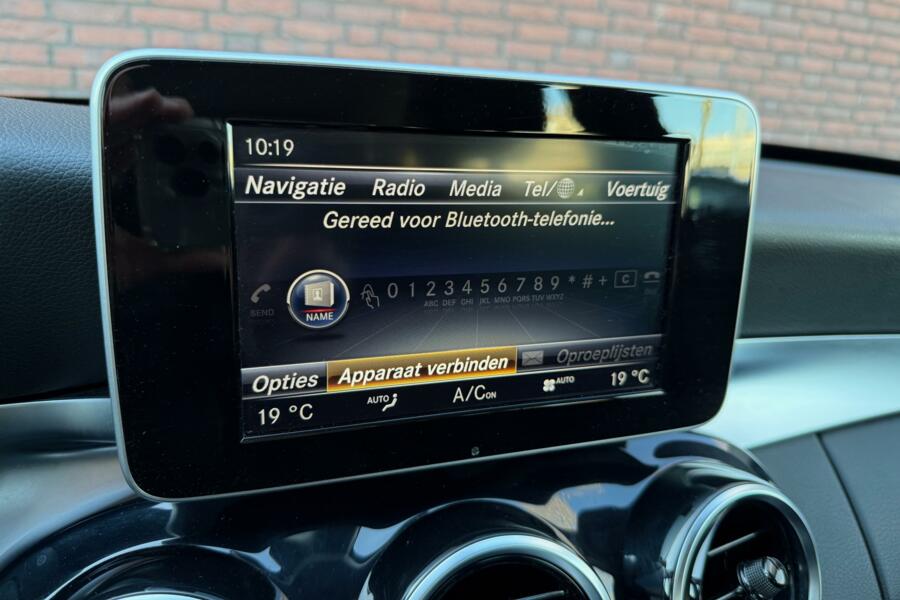 10:19
Navigatie Radio Media Tel/ Voertuig
Gereed voor Bluetooth-telefonie...
SEND NAME 0 1 2 3 4 5 6 7 8 9 * # + C
ABC DEF GHI JKL MNO PQRS TUV WXYZ
Opties Apparaat verbinden Oproeplijsten
19 °C AUTO A/C ON AUTO 19 °C